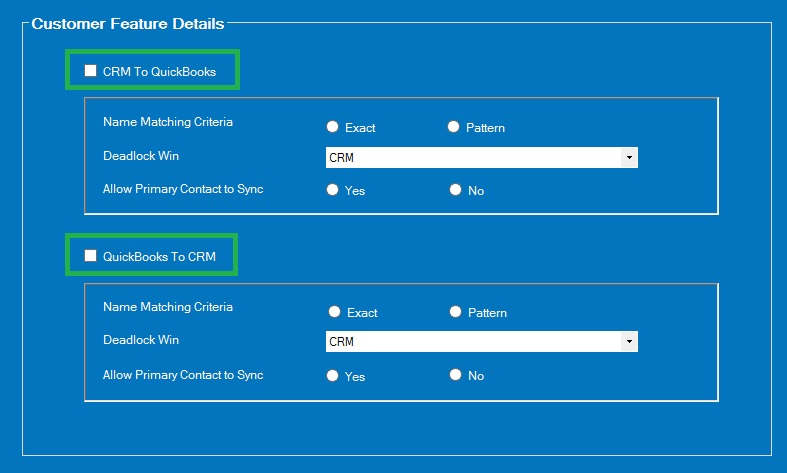 Customer Feature Details
CRM To QuickBooks
Name Matching Criteria Exact Pattern
Deadlock Win CRM
Allow Primary Contact to Sync Yes No
QuickBooks To CRM
Name Matching Criteria Exact Pattern
Deadlock Win CRM
Allow Primary Contact to Sync Yes No